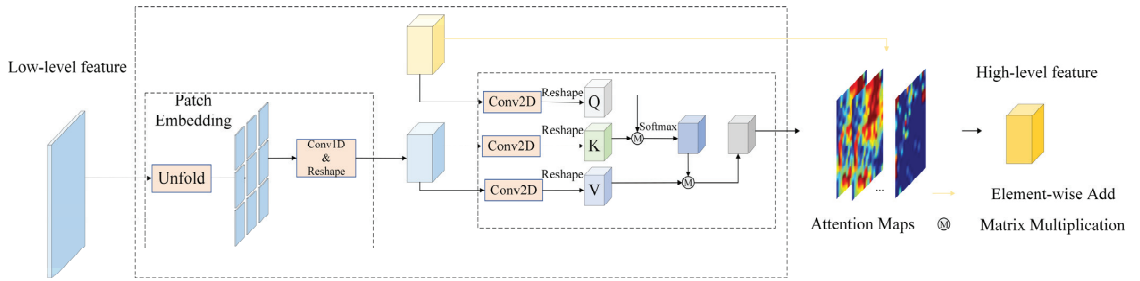 Low-level feature
Patch
Embedding
Unfold
Conv1D
&
Reshape
Conv2D
Reshape
Q
Conv2D
Reshape
K
Softmax
M
Conv2D
Reshape
V
M
...
Attention Maps
High-level feature
Element-wise Add
M
Matrix Multiplication